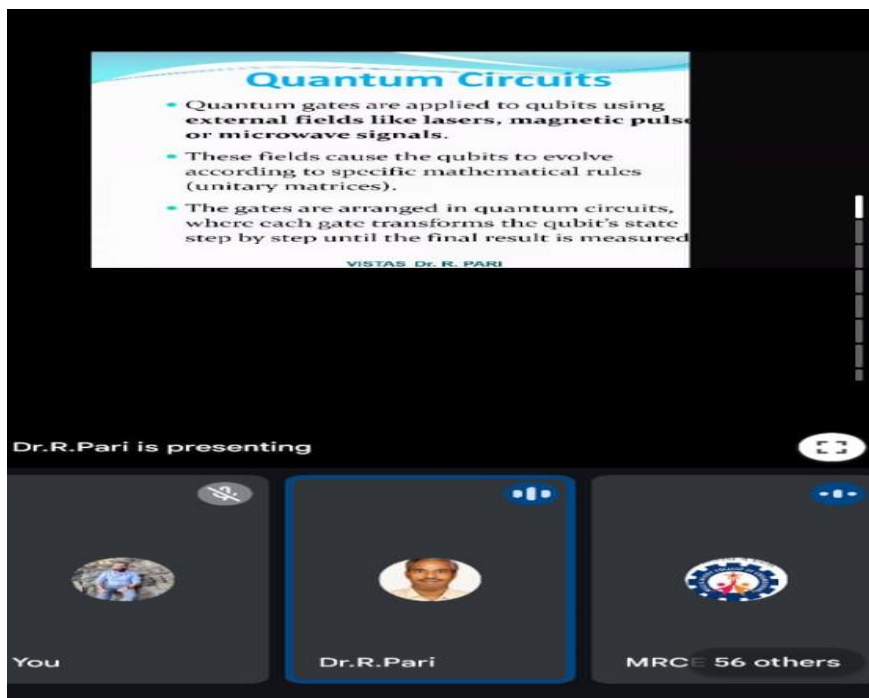 Quantum Circuits
• Quantum gates are applied to qubits using
external fields like lasers, magnetic pulse
or microwave signals.
• These fields cause the qubits to evolve
according to specific mathematical rules
(unitary matrices).
• The gates are arranged in quantum circuits,
where each gate transforms the qubit's state
step by step until the final result is measured
VISTAS Dr. R. PARI
Dr.R.Pari is presenting
You
Dr.R.Pari
MRCE
56 others